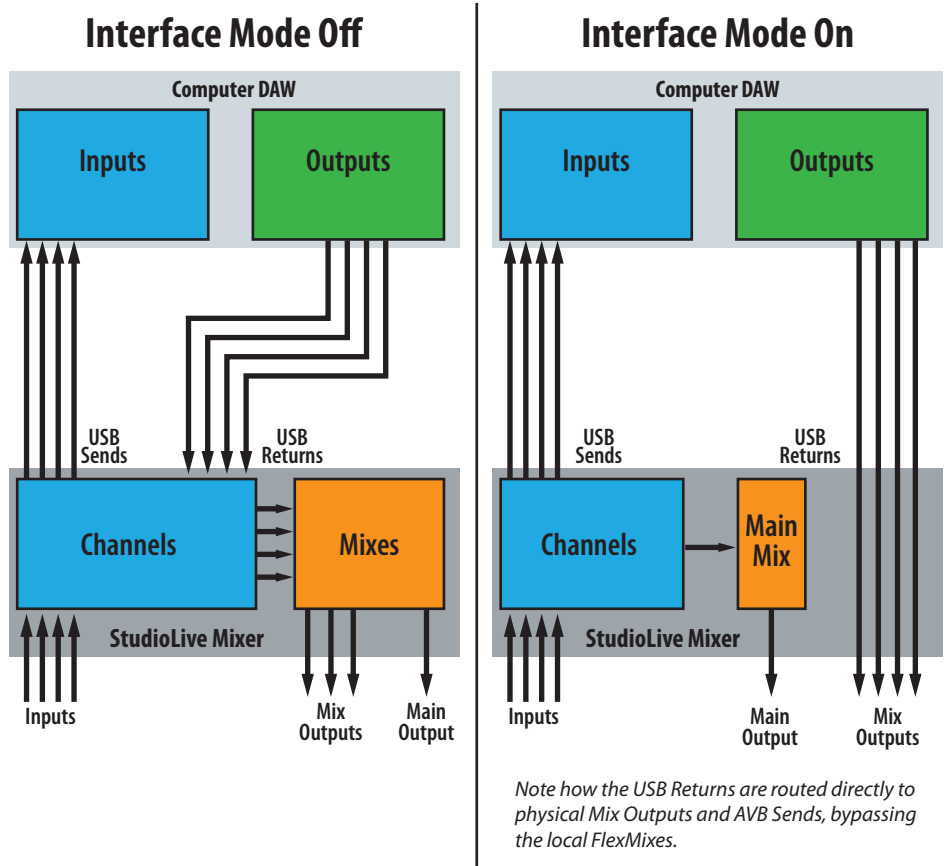 Interface Mode Off
Computer DAW
Inputs
Outputs
USB
Sends
USB
Returns
Channels
Mixes
StudioLive Mixer
Inputs
Mix
Outputs
Main
Output
Interface Mode On
Computer DAW
Inputs
Outputs
USB
Sends
USB
Returns
Channels
Main
Mix
StudioLive Mixer
Inputs
Main
Output
Mix
Outputs
Note how the USB Returns are routed directly to
physical Mix Outputs and AVB Sends, bypassing
the local FlexMixes.